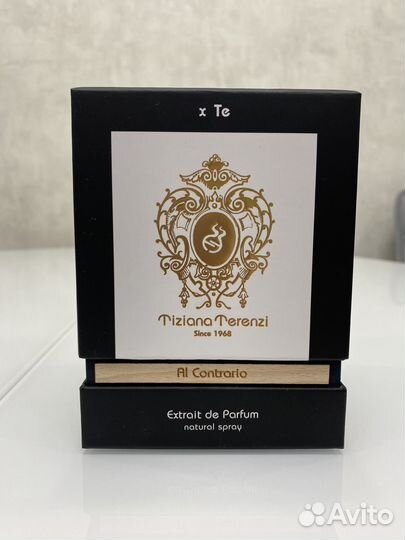 x Te
Tiziana Terenzi
Since 1968
Al Contrario
Extrait de Parfum
natural spray
Avito